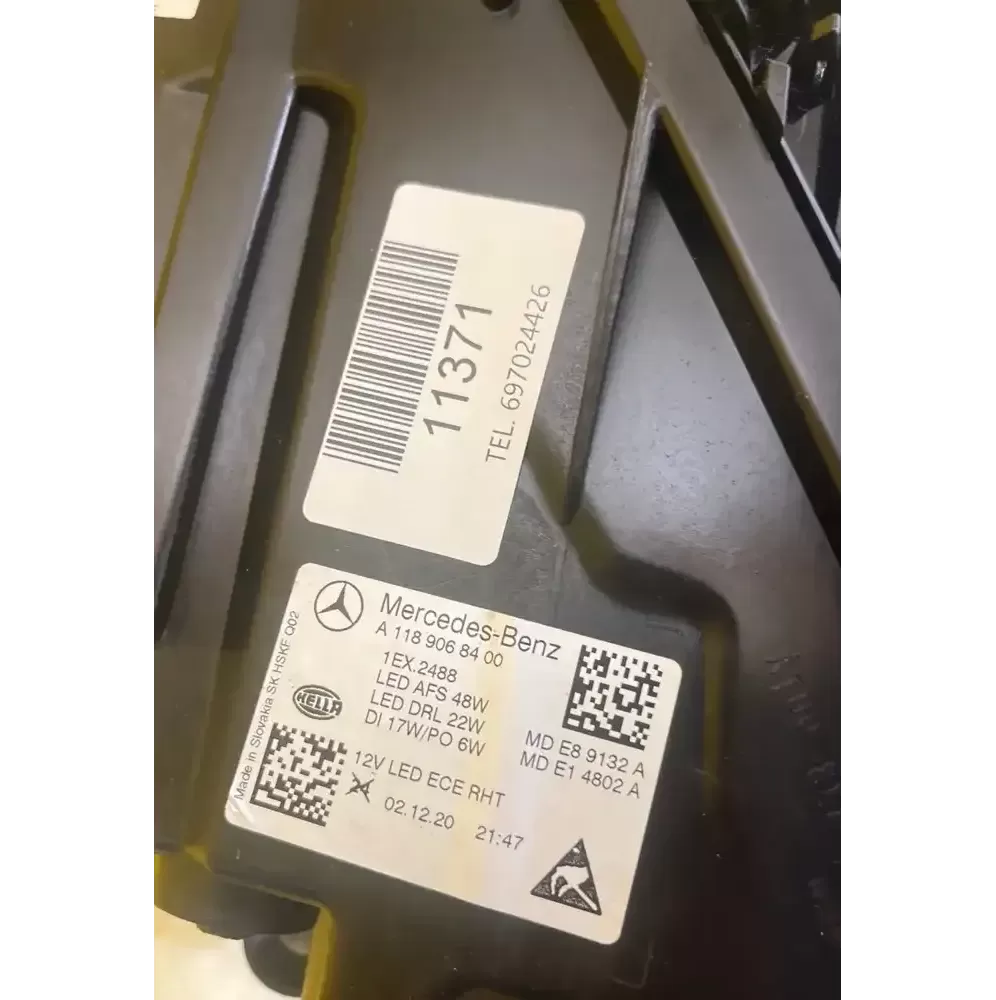 11371
TEL. 697024426
Mercedes-Benz
A 118 906 84 00
1EX.2488
LED AFS 48W
LED DRL 22W
DI 17W/PO 6W
HELLA
Made in Slovakia SK HSKF Q02
MD E8 9132 A
MD E1 4802 A
12V LED ECE RHT
02.12.20 21:47